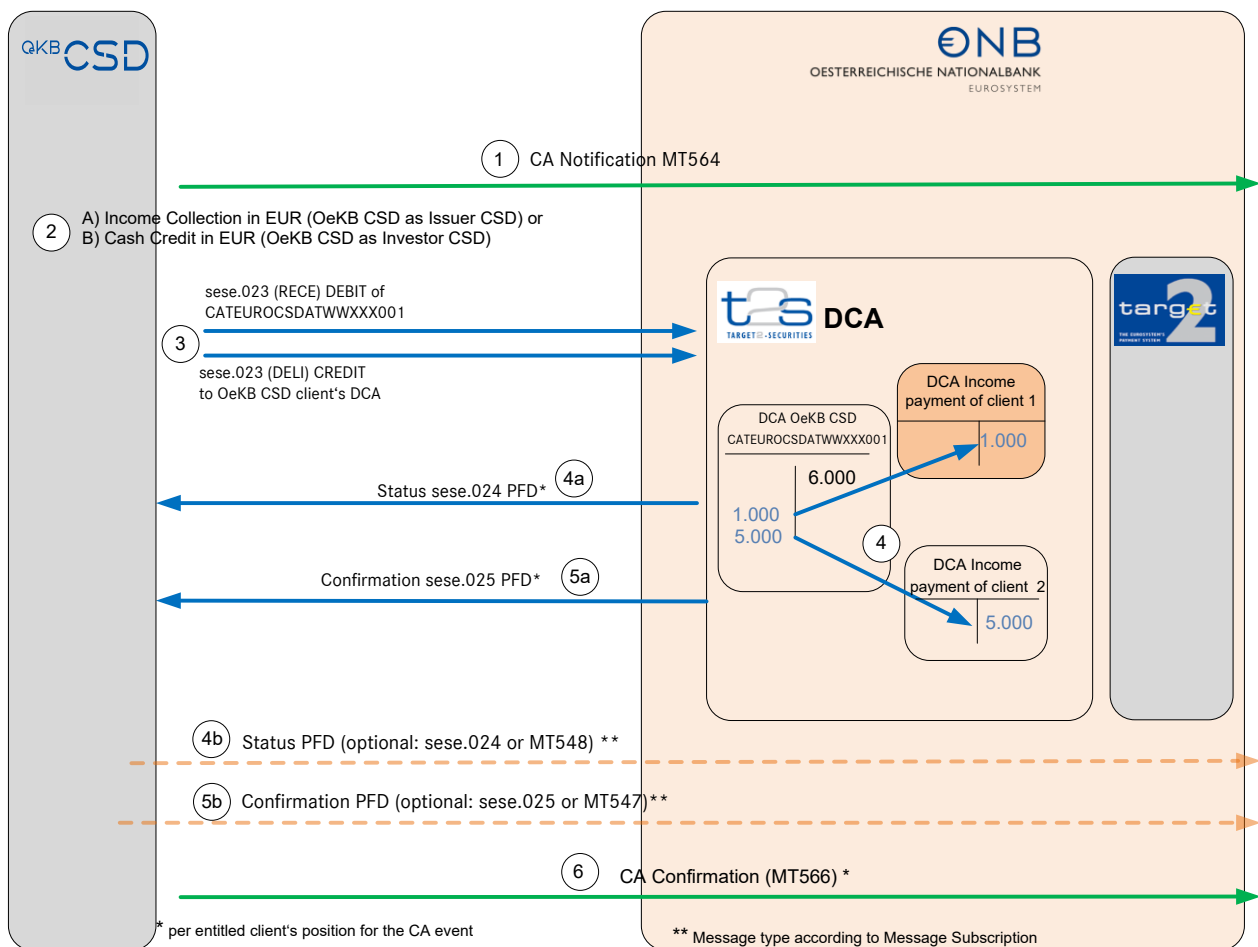 OeKB CSD
€NB
OESTERREICHISCHE NATIONALBANK
EUROSYSTEM
1 CA Notification MT564
2
A) Income Collection in EUR (OeKB CSD as Issuer CSD) or
B) Cash Credit in EUR (OeKB CSD as Investor CSD)
sese.023 (RECE) DEBIT of
CATEUROCSDATWWXXX001
3
sese.023 (DELI) CREDIT
to OeKB CSD client's DCA
t2s
TARGET2-SECURITIES
DCA
target
2
THE EUROSYSTEM'S
PAYMENT SYSTEM
DCA Income
payment of client 1
1.000
DCA OeKB CSD
CATEUROCSDATWWXXX001
6.000
1.000
5.000
4
DCA Income
payment of client 2
5.000
Status sese.024 PFD* 4a
Confirmation sese.025 PFD* 5a
4b Status PFD (optional: sese.024 or MT548) **
5b Confirmation PFD (optional: sese.025 or MT547)**
6 CA Confirmation (MT566) *
* per entitled client's position for the CA event
** Message type according to Message Subscription